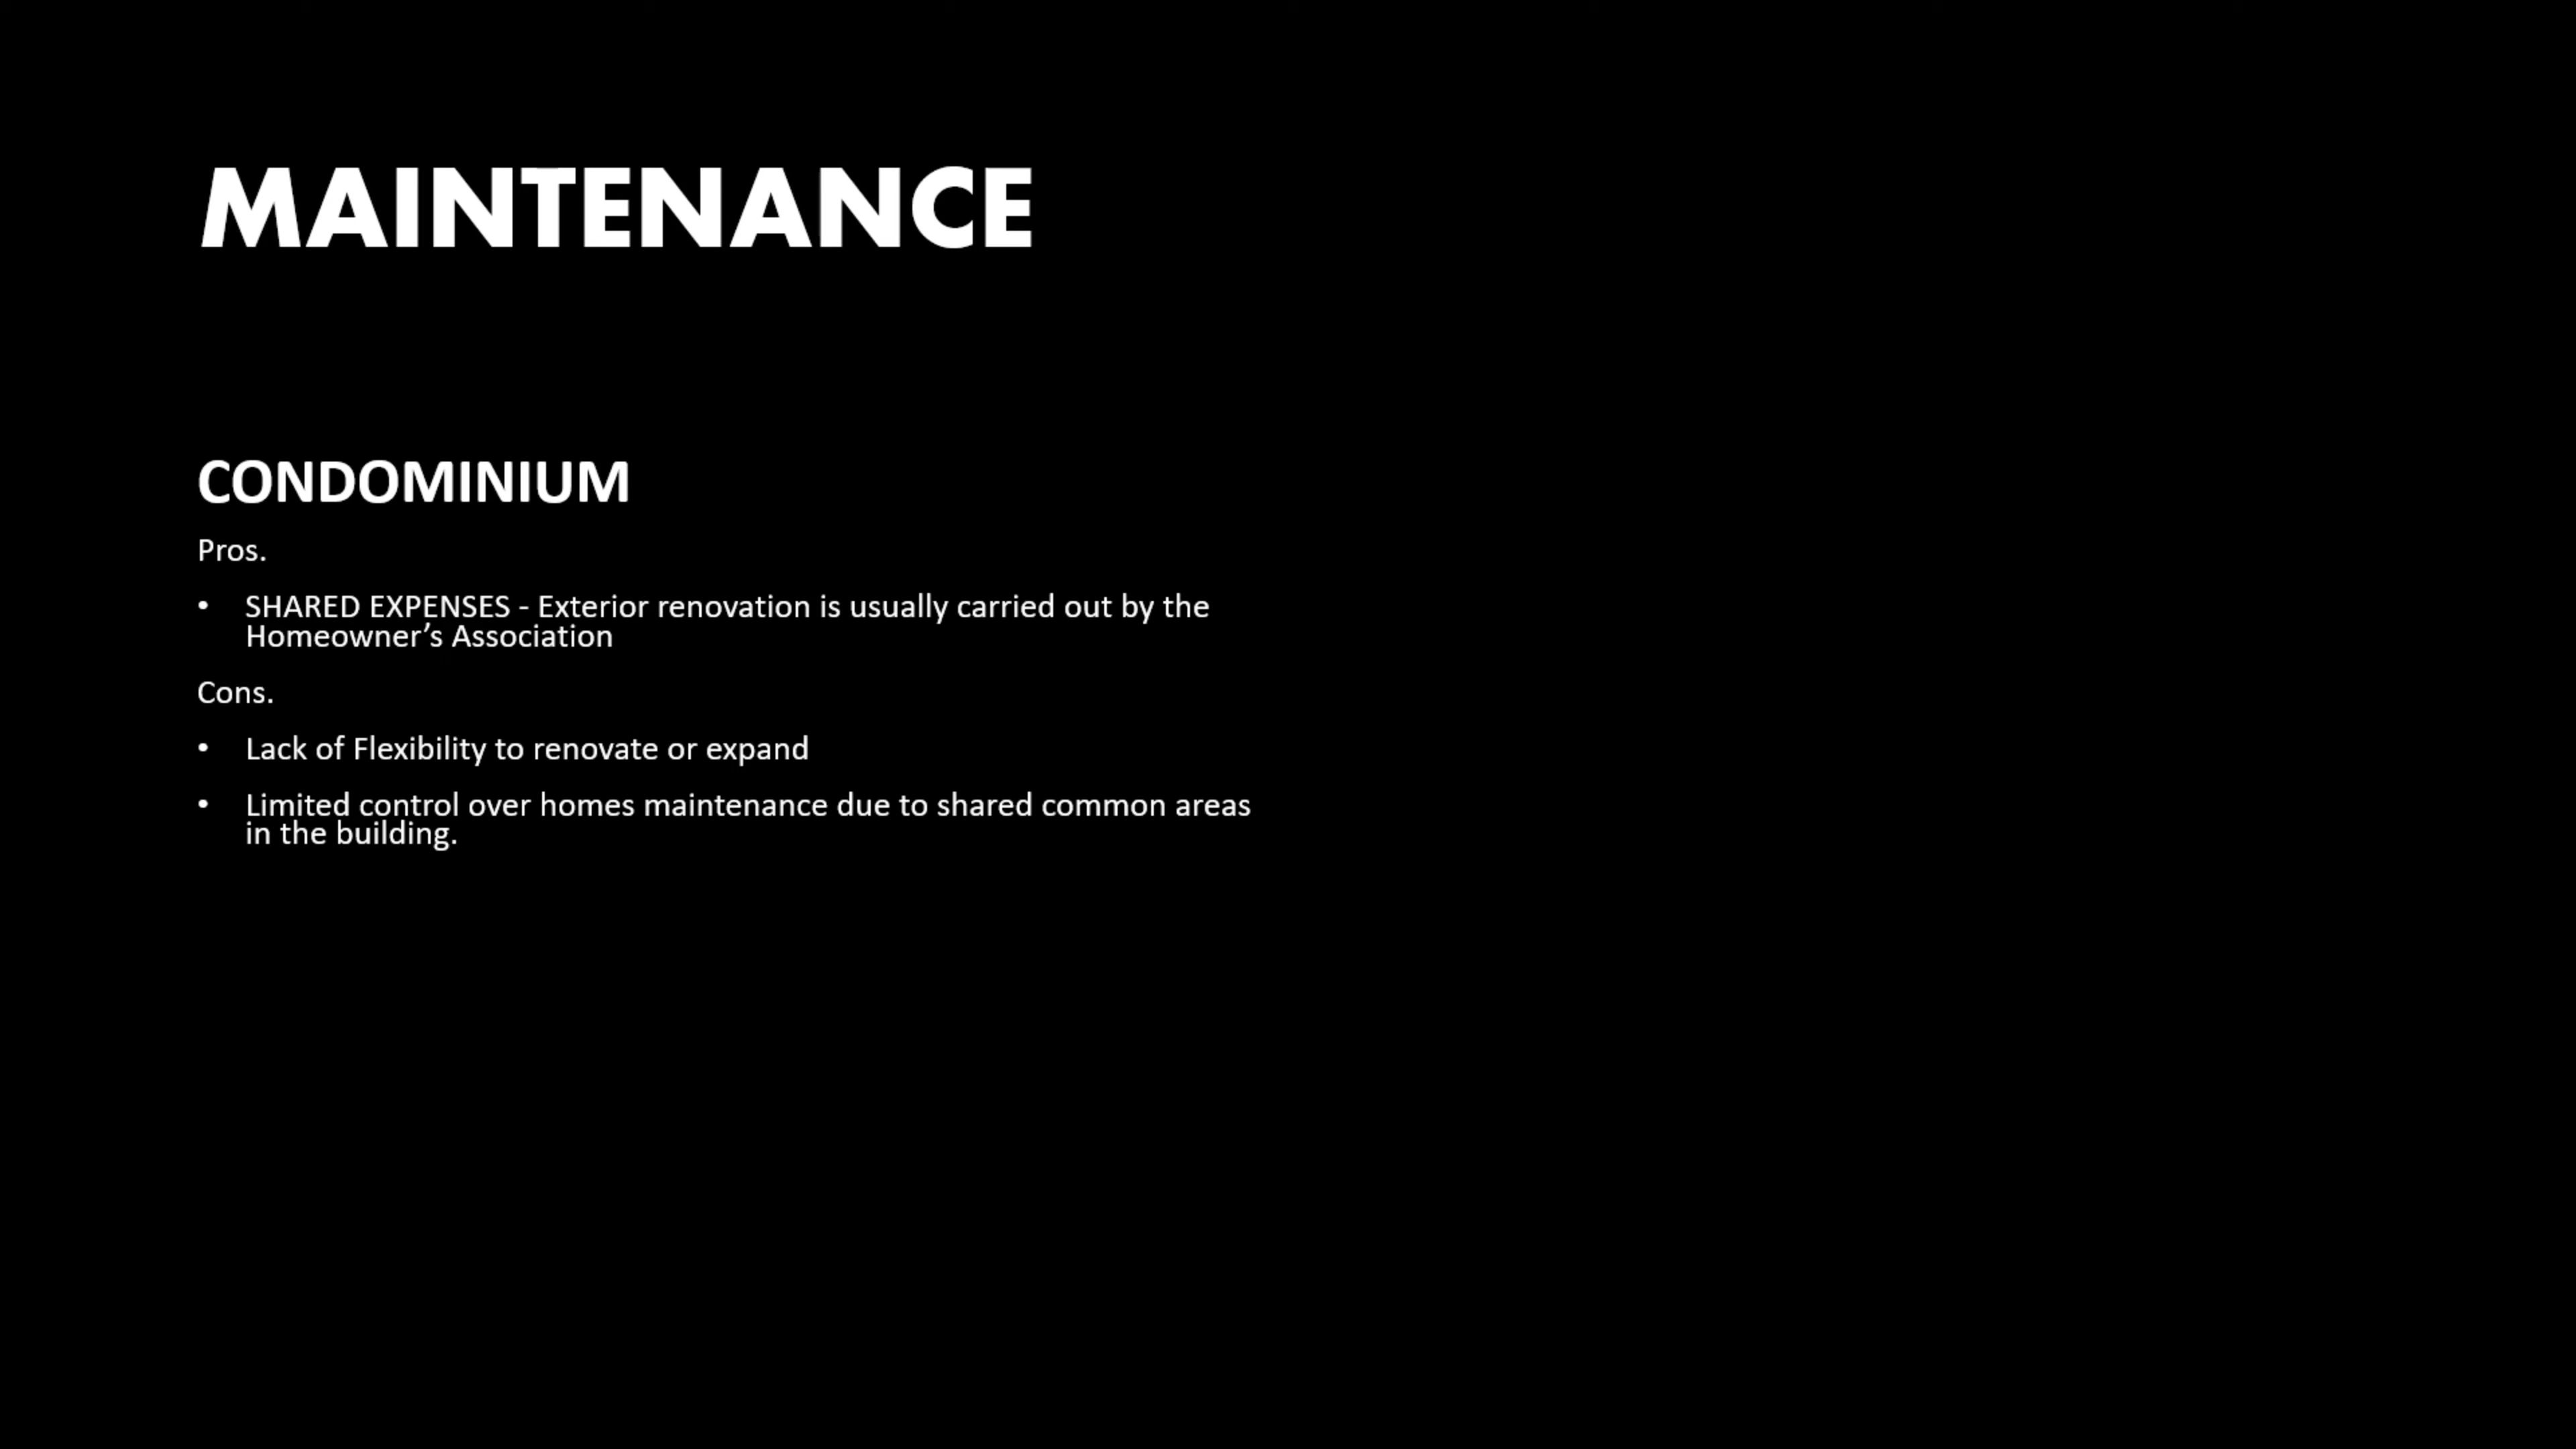 MAINTENANCE
CONDOMINIUM
Pros.
• SHARED EXPENSES - Exterior renovation is usually carried out by the
Homeowner’s Association
Cons.
• Lack of Flexibility to renovate or expand
• Limited control over homes maintenance due to shared common areas
in the building.